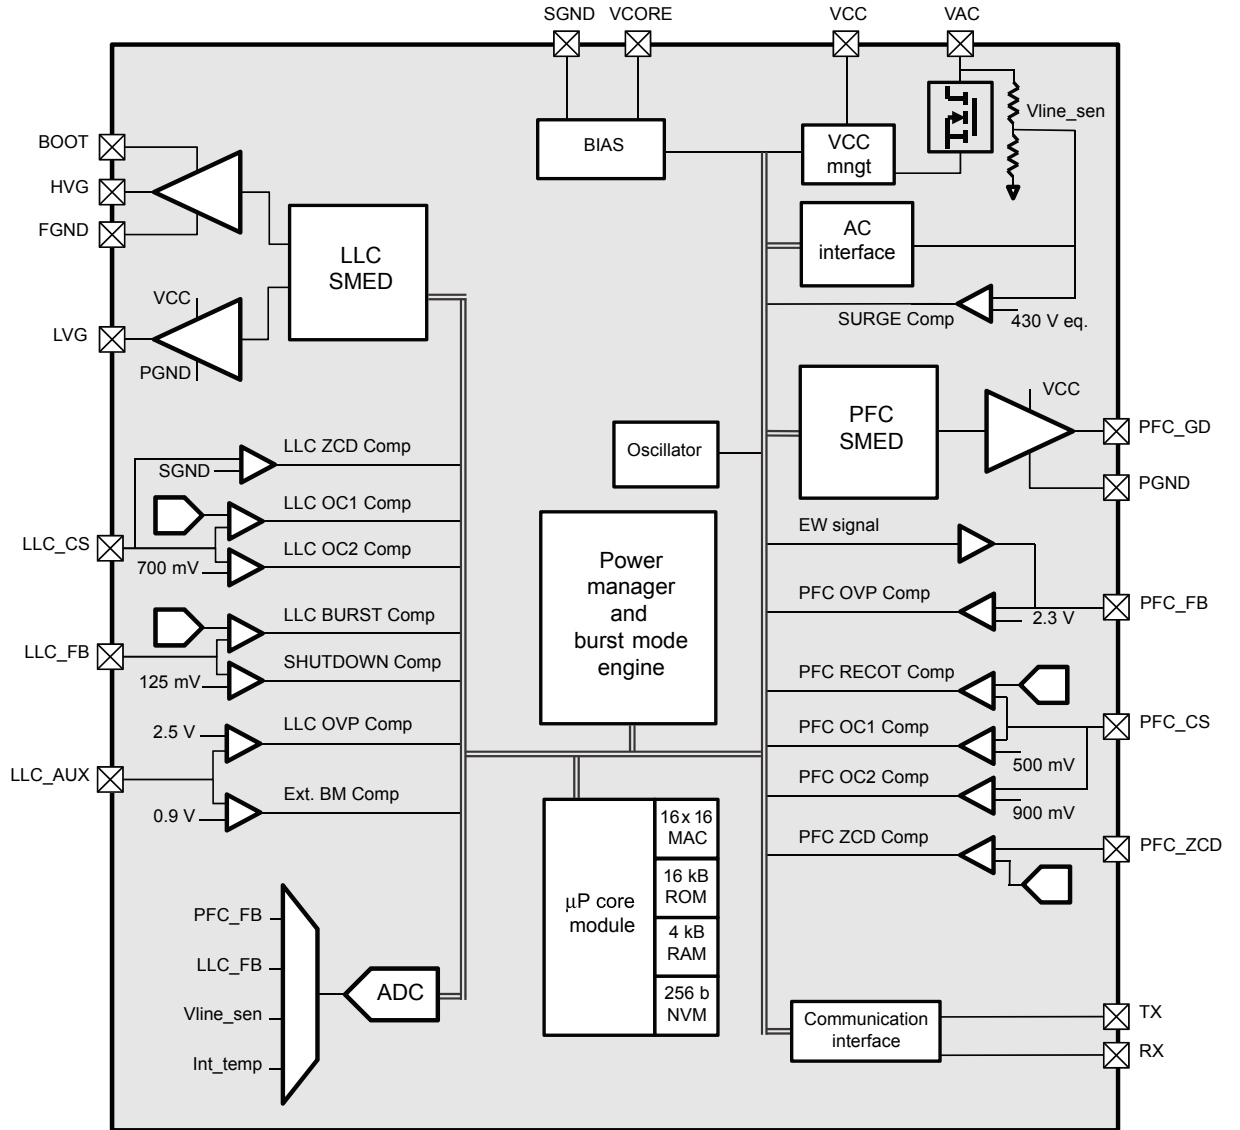 SGND VCORE VCC VAC
BOOT
HVG
FGND
LVG
VCC
PGND
LLC
SMED
BIAS
VCC
mngt
Vline_sen
AC
interface
SURGE Comp
430 V eq.
PFC
SMED
VCC
PFC_GD
PGND
Oscillator
LLC ZCD Comp
SGND
LLC OC1 Comp
LLC_CS
LLC OC2 Comp
700 mV
LLC BURST Comp
LLC_FB
SHUTDOWN Comp
125 mV
LLC OVP Comp
2.5 V
LLC_AUX
Ext. BM Comp
0.9 V
Power
manager
and
burst mode
engine
EW signal
PFC OVP Comp
PFC_FB
2.3 V
PFC RECOT Comp
PFC_CS
PFC OC1 Comp
500 mV
PFC OC2 Comp
900 mV
PFC ZCD Comp
PFC_ZCD
µP core
module
16x 16
MAC
16 kB
ROM
4 kB
RAM
256 b
NVM
PFC_FB
LLC_FB
Vline_sen
Int_temp
ADC
Communication
interface
TX
RX